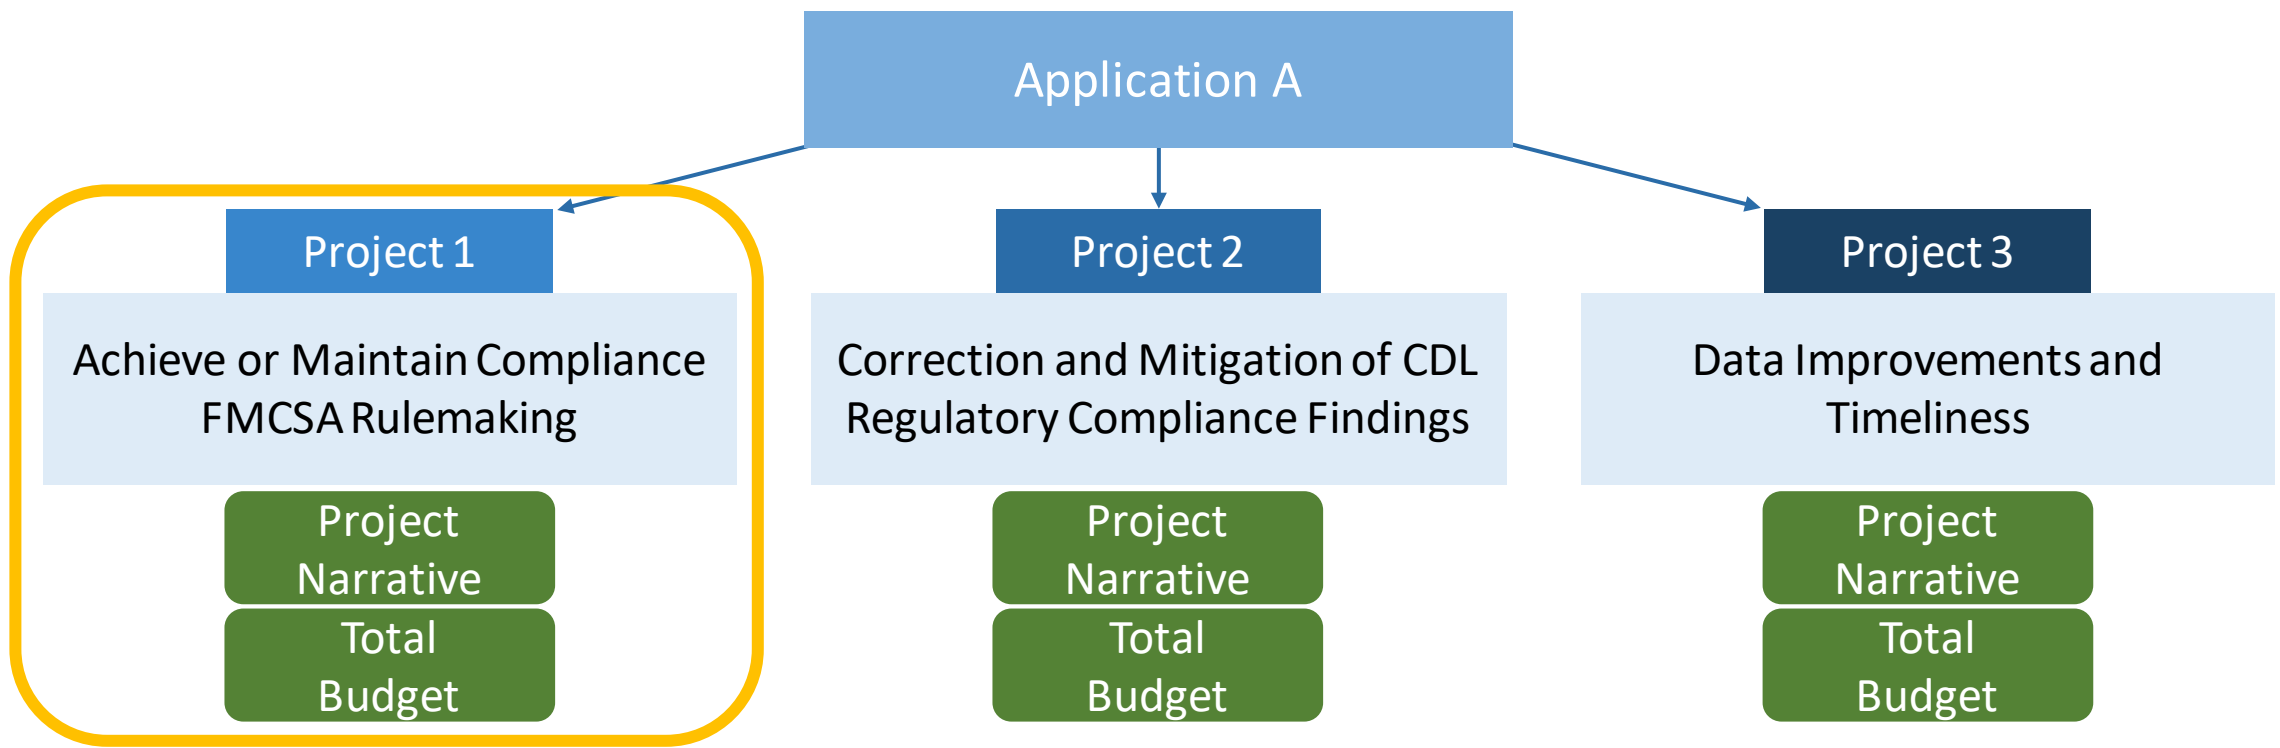 Application A
Project 1
Achieve or Maintain Compliance
FMCSA Rulemaking
Project
Narrative
Total
Budget
Project 2
Correction and Mitigation of CDL
Regulatory Compliance Findings
Project
Narrative
Total
Budget
Project 3
Data Improvements and
Timeliness
Project
Narrative
Total
Budget